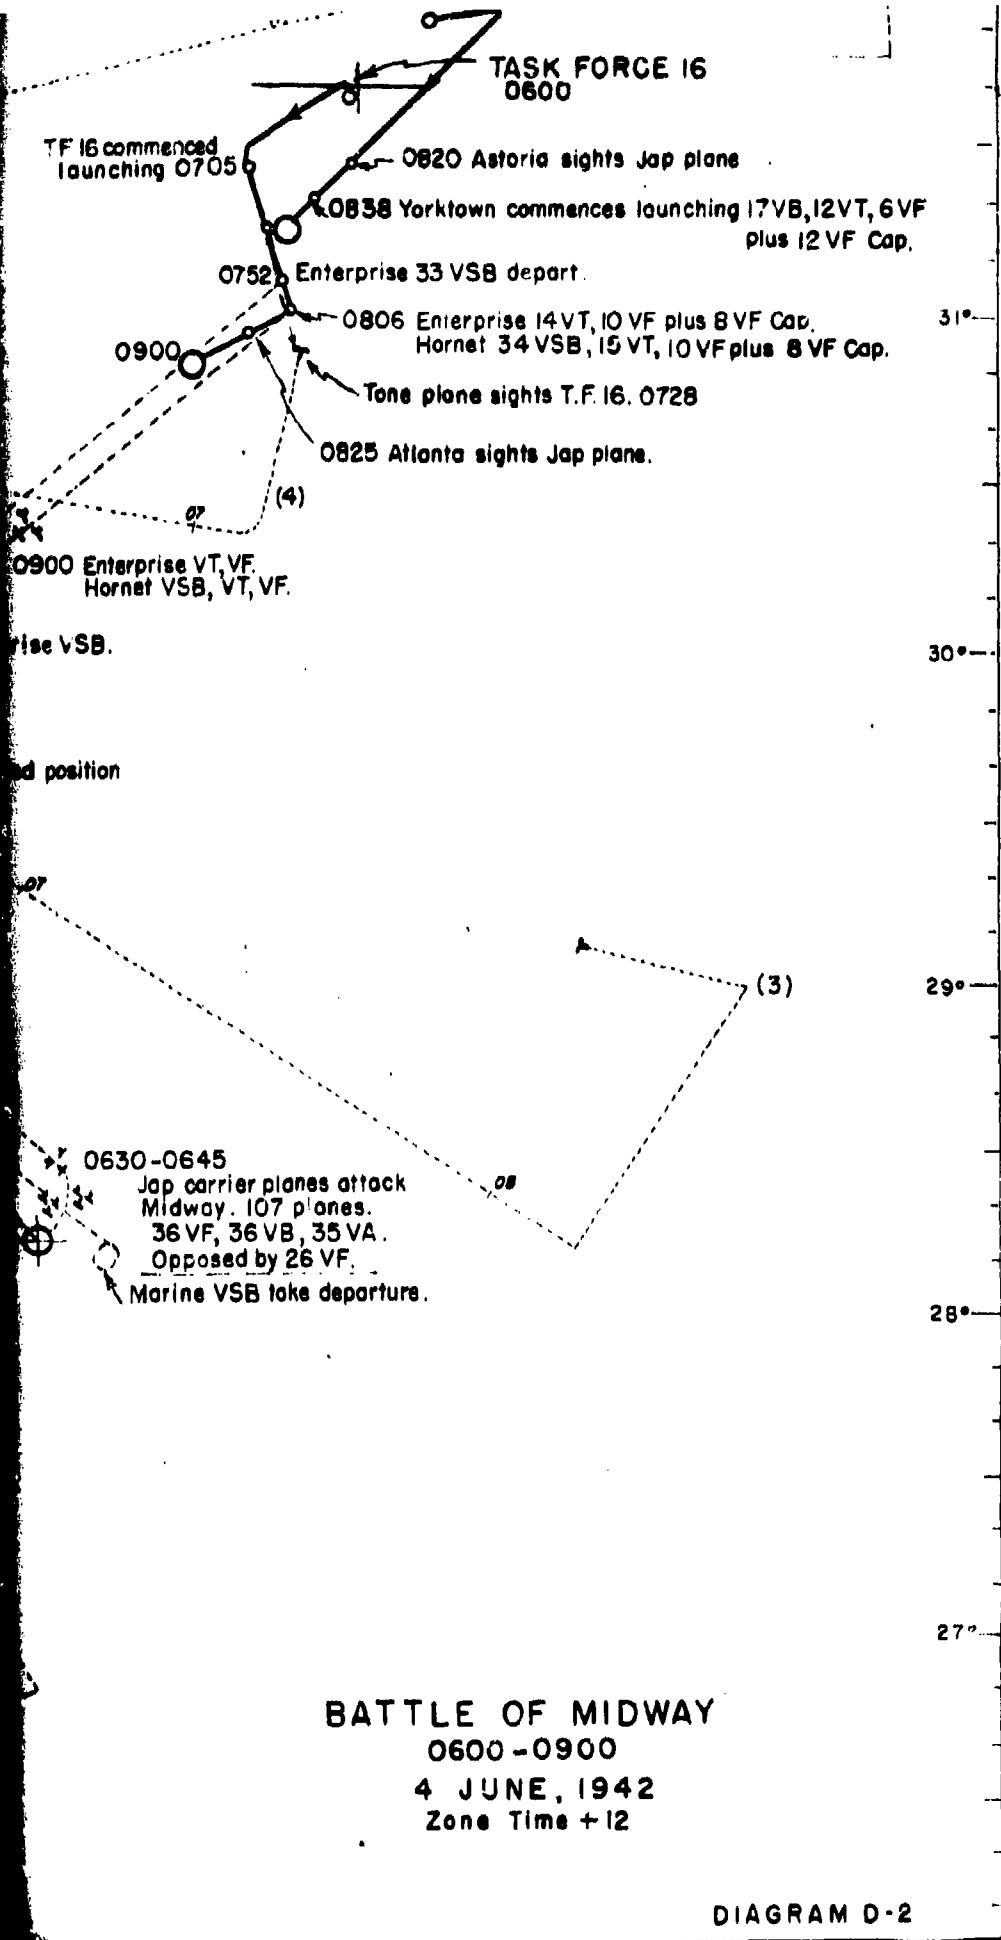 TASK FORCE 16
0600
TF 16 commenced
launching 0705
0820 Astoria sights Jap plane
0838 Yorktown commences launching 17VB, 12VT, 6VF
plus 12 VF Cap.
0752 Enterprise 33 VSB depart.
0806 Enterprise 14VT, 10 VF plus 8 VF Cap.
Hornet 34 VSB, 15 VT, 10 VF plus 8 VF Cap.
31°
0900
Tone plane sights T.F. 16. 0728
0825 Atlanta sights Jap plane.
(4)
07
0900 Enterprise VT, VF.
Hornet VSB, VT, VF.
rise VSB.
30°
position
07
(3)
29°
0630-0645
Jap carrier planes attack
Midway. 107 planes.
36 VF, 36 VB, 35 VA.
Opposed by 26 VF.
08
Marine VSB take departure.
28°
27°
BATTLE OF MIDWAY
0600-0900
4 JUNE, 1942
Zone Time +12
DIAGRAM D-2